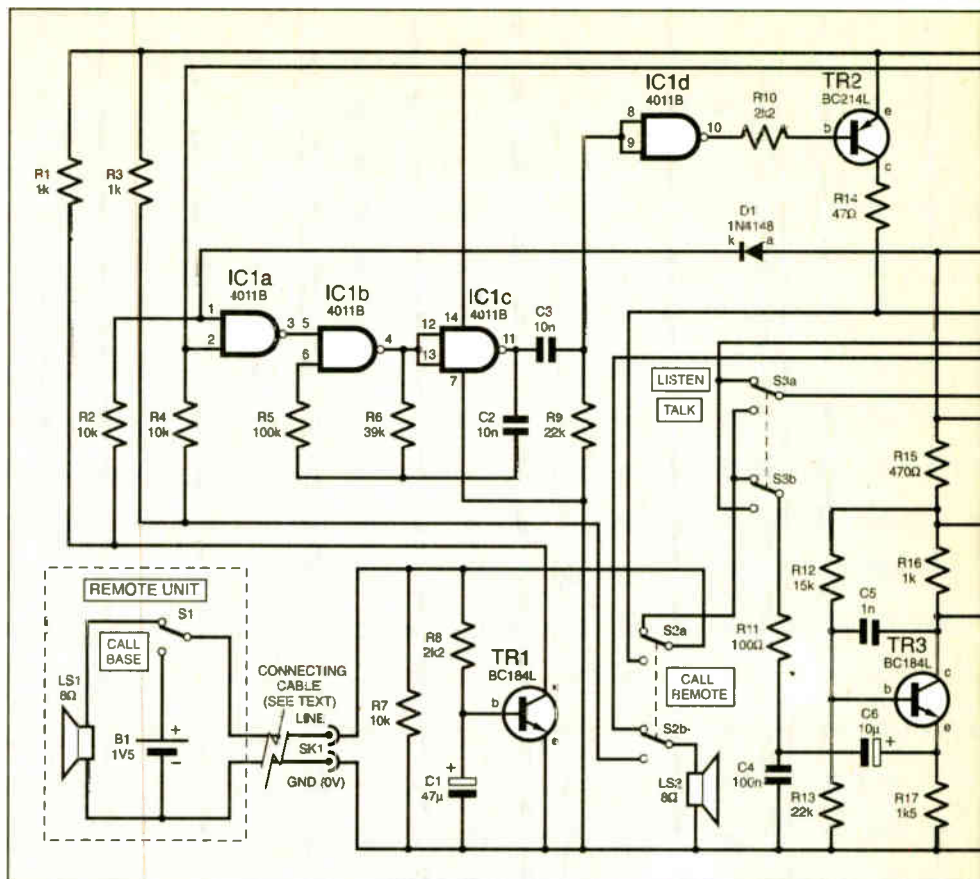 IC1d
4011B
8
9
10
R10
2k2
TR2
BC214L
b
e
c
R1
1k
R3
1k
R14
47Ω
D1
1N4148
k
a
IC1a
4011B
1
2
3
IC1b
4011B
5
6
4
IC1c
4011B
12
13
14
7
11
C3
10n
LISTEN
TALK
S3a
S3b
R2
10k
R4
10k
R5
100k
R6
39k
C2
10n
R9
22k
R15
470Ω
R12
15k
R16
1k
C5
1n
REMOTE UNIT
S1
CALL
BASE
LS1
8Ω
B1
1V5
+
−
CONNECTING
CABLE
(SEE TEXT)
LINE
SK1
GND (0V)
R7
10k
R8
2k2
TR1
BC184L
b
e
C1
47µ
+
S2a
CALL
REMOTE
S2b
LS2
8Ω
R11
100Ω
C4
100n
TR3
BC184L
b
c
e
C6
10µ
+
R13
22k
R17
1k5